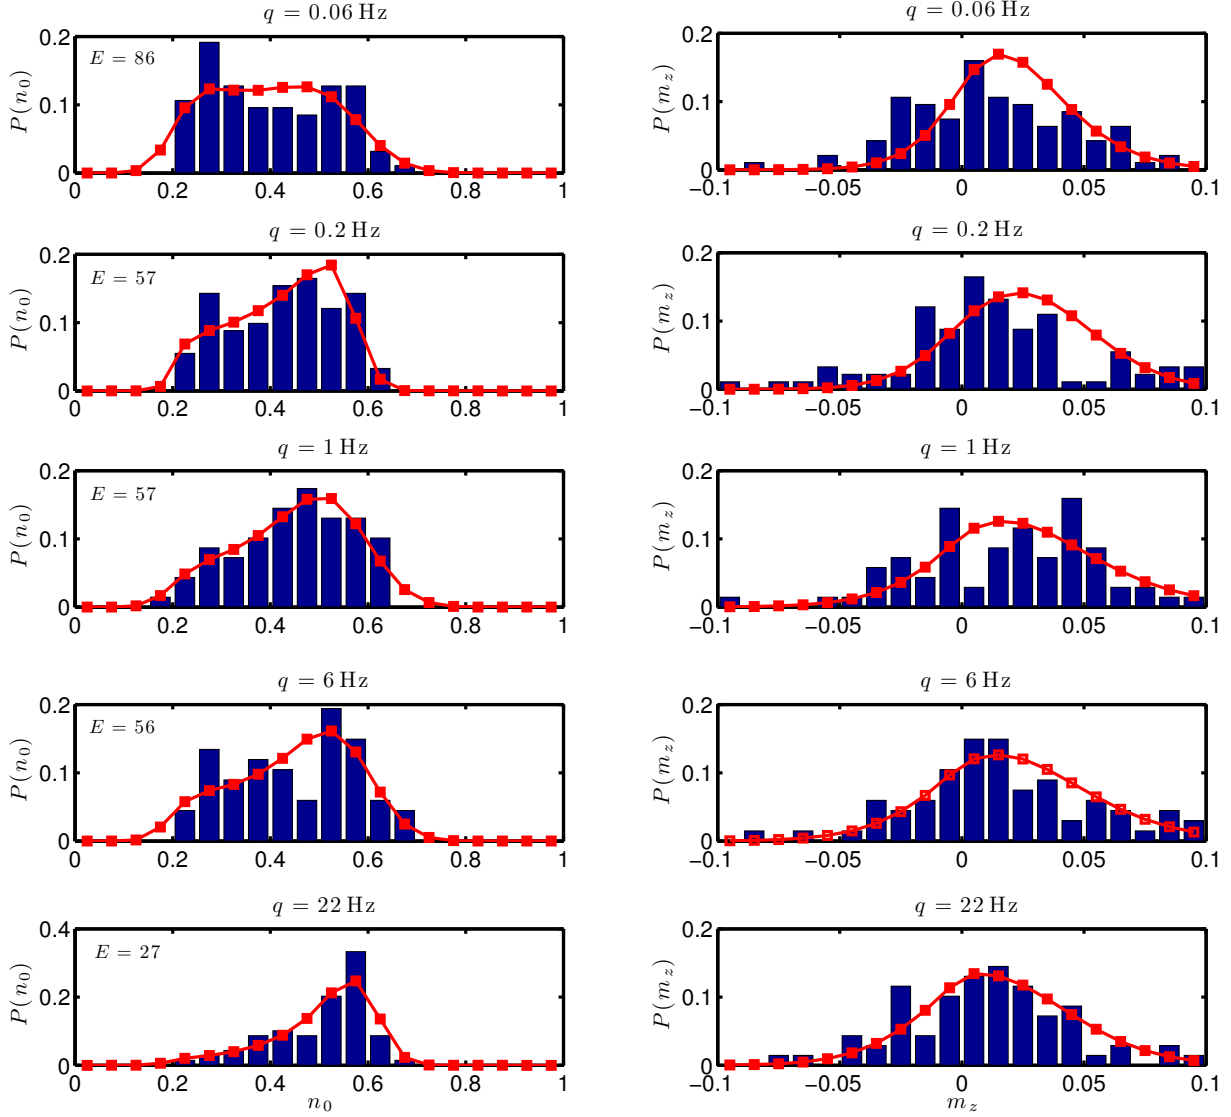 q = 0.06 Hz
0.2
E = 86
P(n0)
0.1
0
0 0.2 0.4 0.6 0.8 1
q = 0.06 Hz
0.2
P(mz)
0.1
0
−0.1 −0.05 0 0.05 0.1
q = 0.2 Hz
0.2
E = 57
P(n0)
0.1
0
0 0.2 0.4 0.6 0.8 1
q = 0.2 Hz
0.2
P(mz)
0.1
0
−0.1 −0.05 0 0.05 0.1
q = 1 Hz
0.2
E = 57
P(n0)
0.1
0
0 0.2 0.4 0.6 0.8 1
q = 1 Hz
0.2
P(mz)
0.1
0
−0.1 −0.05 0 0.05 0.1
q = 6 Hz
0.2
E = 56
P(n0)
0.1
0
0 0.2 0.4 0.6 0.8 1
q = 6 Hz
0.2
P(mz)
0.1
0
−0.1 −0.05 0 0.05 0.1
q = 22 Hz
0.4
E = 27
P(n0)
0.2
0
0 0.2 0.4 0.6 0.8 1
n0
q = 22 Hz
0.2
P(mz)
0.1
0
−0.1 −0.05 0 0.05 0.1
mz